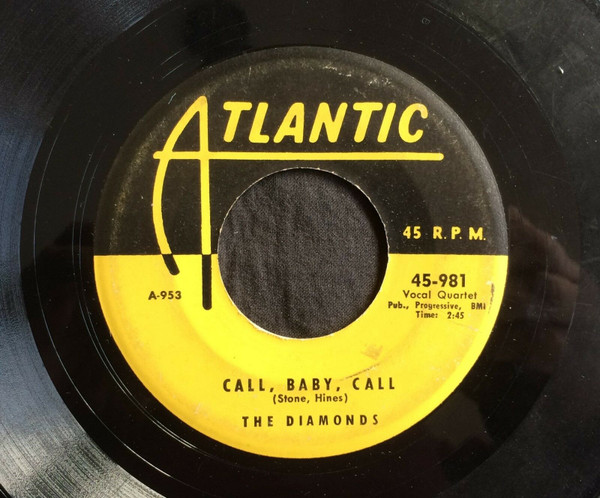 ATLANTIC
45 R.P.M.
A-953
45-981
Vocal Quartet
Pub., Progressive, BMI
Time: 2:45
CALL, BABY, CALL
(Stone, Hines)
THE DIAMONDS